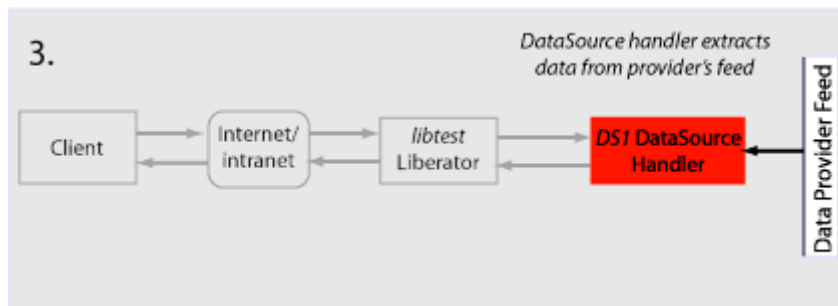 3.
DataSource handler extracts
data from provider's feed
Client
Internet/
intranet
libtest
Liberator
DS1 DataSource
Handler
Data Provider Feed